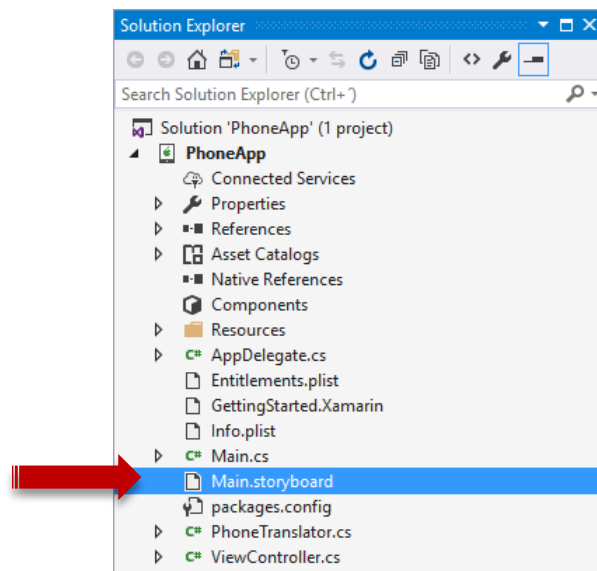 Solution Explorer
Search Solution Explorer (Ctrl+´)
Solution 'PhoneApp' (1 project)
PhoneApp
Connected Services
Properties
References
Asset Catalogs
Native References
Components
Resources
C# AppDelegate.cs
Entitlements.plist
GettingStarted.Xamarin
Info.plist
C# Main.cs
Main.storyboard
packages.config
C# PhoneTranslator.cs
C# ViewController.cs